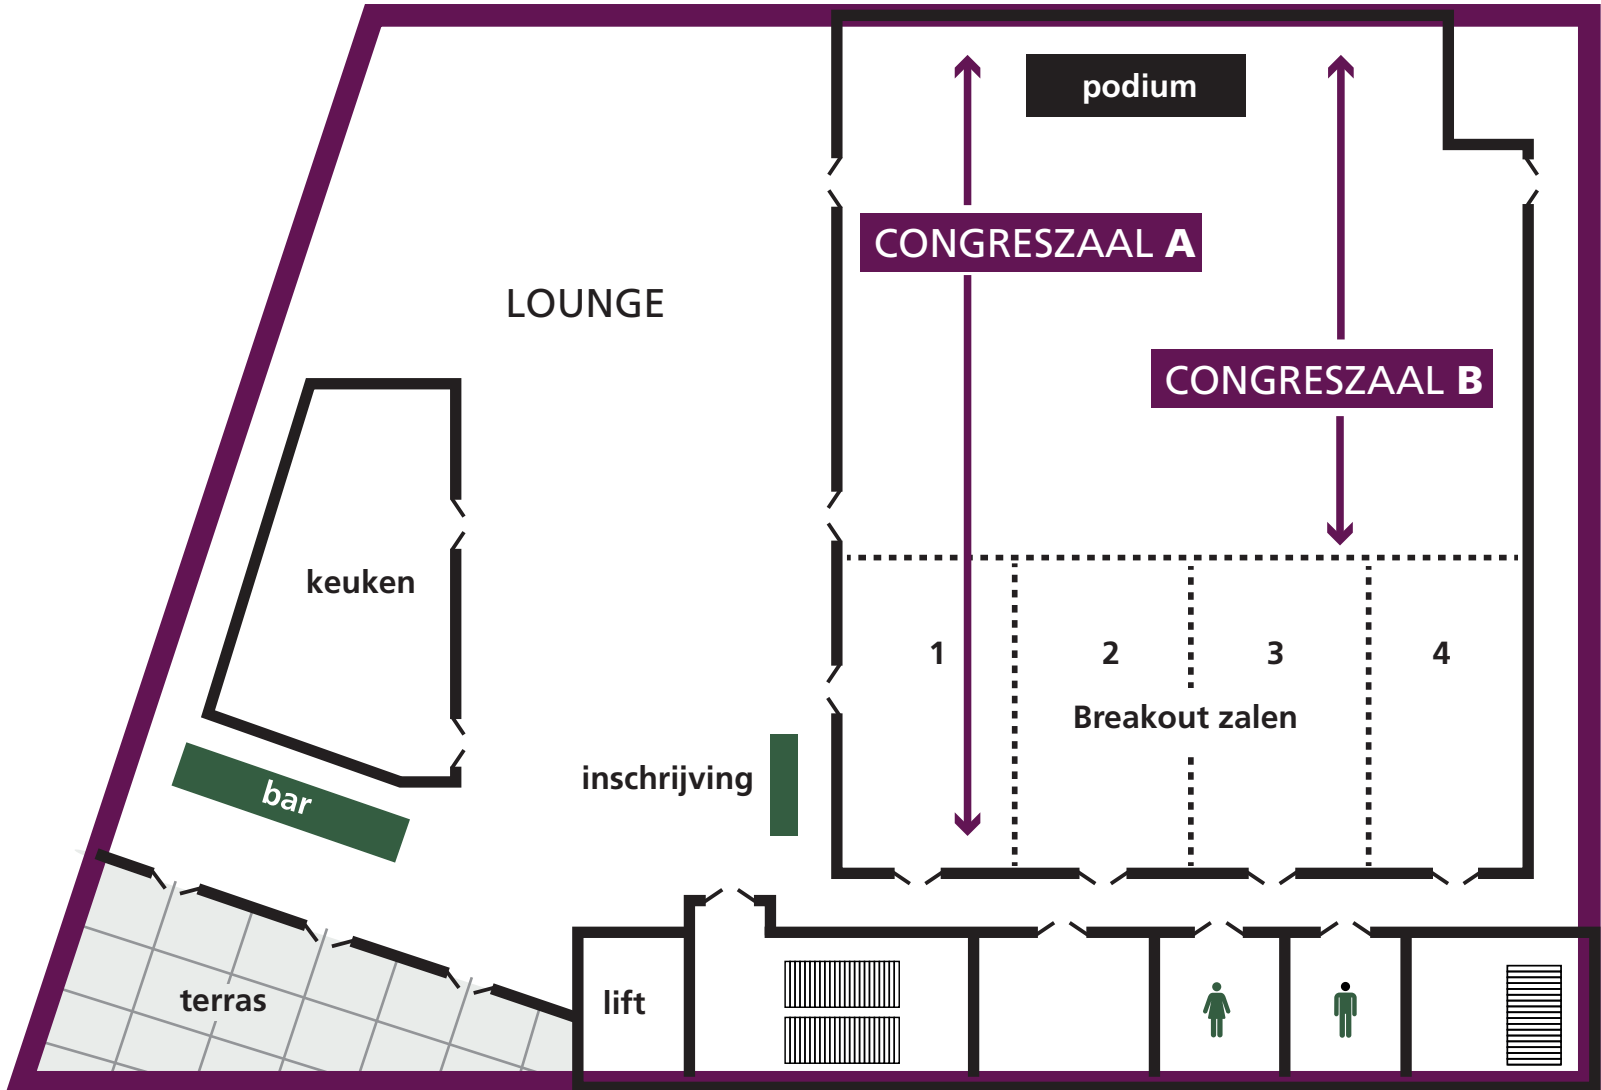 podium
CONGRESZAAL A
LOUNGE
CONGRESZAAL B
keuken
1
2
3
4
Breakout zalen
inschrijving
bar
terras
lift